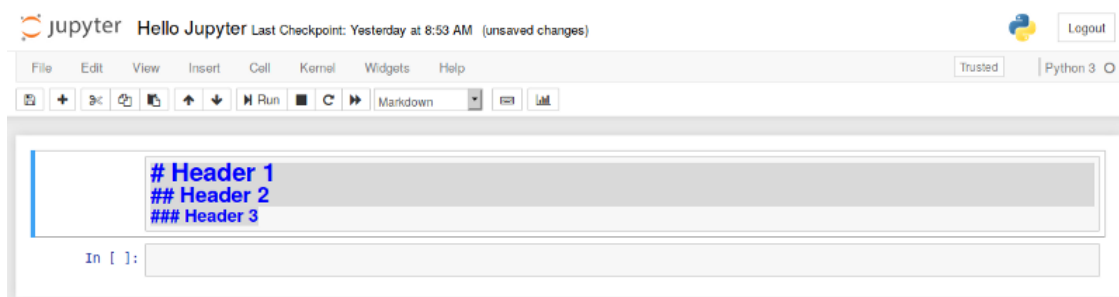 jupyter Hello Jupyter Last Checkpoint: Yesterday at 8:53 AM (unsaved changes) Logout
File Edit View Insert Cell Kernel Widgets Help Trusted Python 3
Run Markdown
# Header 1
## Header 2
### Header 3
In [ ]: